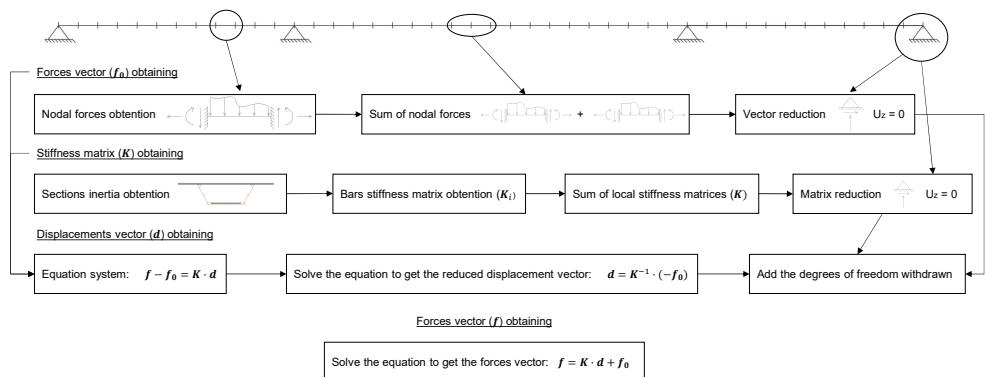 Forces vector (f₀) obtaining
Nodal forces obtention
Sum of nodal forces +
Vector reduction Uz = 0
Stiffness matrix (K) obtaining
Sections inertia obtention
Bars stiffness matrix obtention (Kᵢ)
Sum of local stiffness matrices (K)
Matrix reduction Uz = 0
Displacements vector (d) obtaining
Equation system: f − f₀ = K · d
Solve the equation to get the reduced displacement vector: d = K⁻¹ · (−f₀)
Add the degrees of freedom withdrawn
Forces vector (f) obtaining
Solve the equation to get the forces vector: f = K · d + f₀